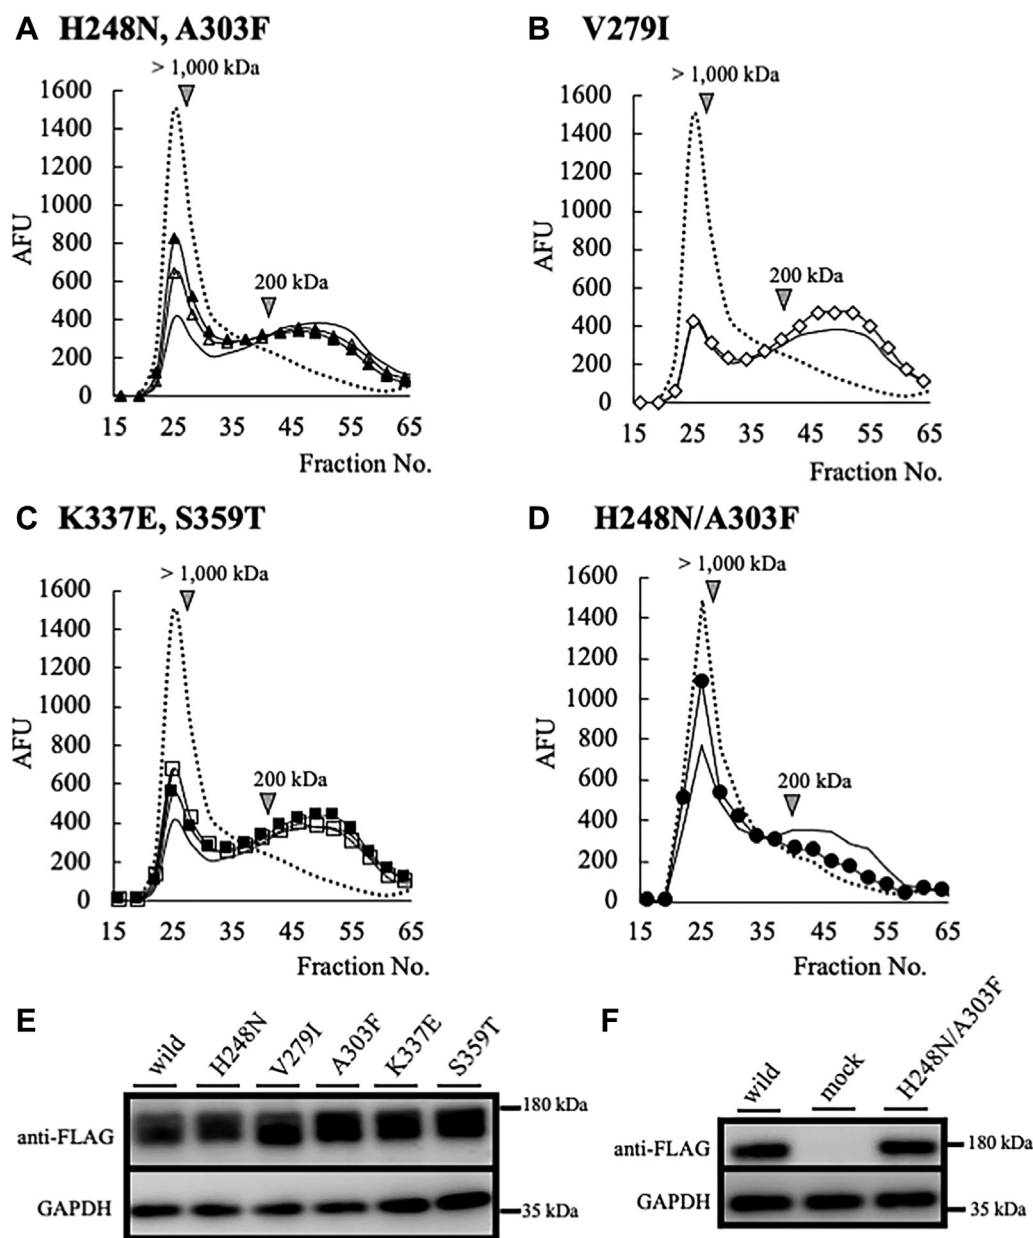 A H248N, A303F
> 1,000 kDa
1600
1400
1200
1000
800
600
400
200
0
AFU
200 kDa
15 25 35 45 55 65
Fraction No.
B V279I
> 1,000 kDa
1600
1400
1200
1000
800
600
400
200
0
AFU
200 kDa
15 25 35 45 55 65
Fraction No.
C K337E, S359T
> 1,000 kDa
1600
1400
1200
1000
800
600
400
200
0
AFU
200 kDa
15 25 35 45 55 65
Fraction No.
D H248N/A303F
> 1,000 kDa
1600
1400
1200
1000
800
600
400
200
0
AFU
200 kDa
15 25 35 45 55 65
Fraction No.
E
wild H248N V279I A303F K337E S359T
anti-FLAG 180 kDa
GAPDH 35 kDa
F
wild mock H248N/A303F
anti-FLAG 180 kDa
GAPDH 35 kDa